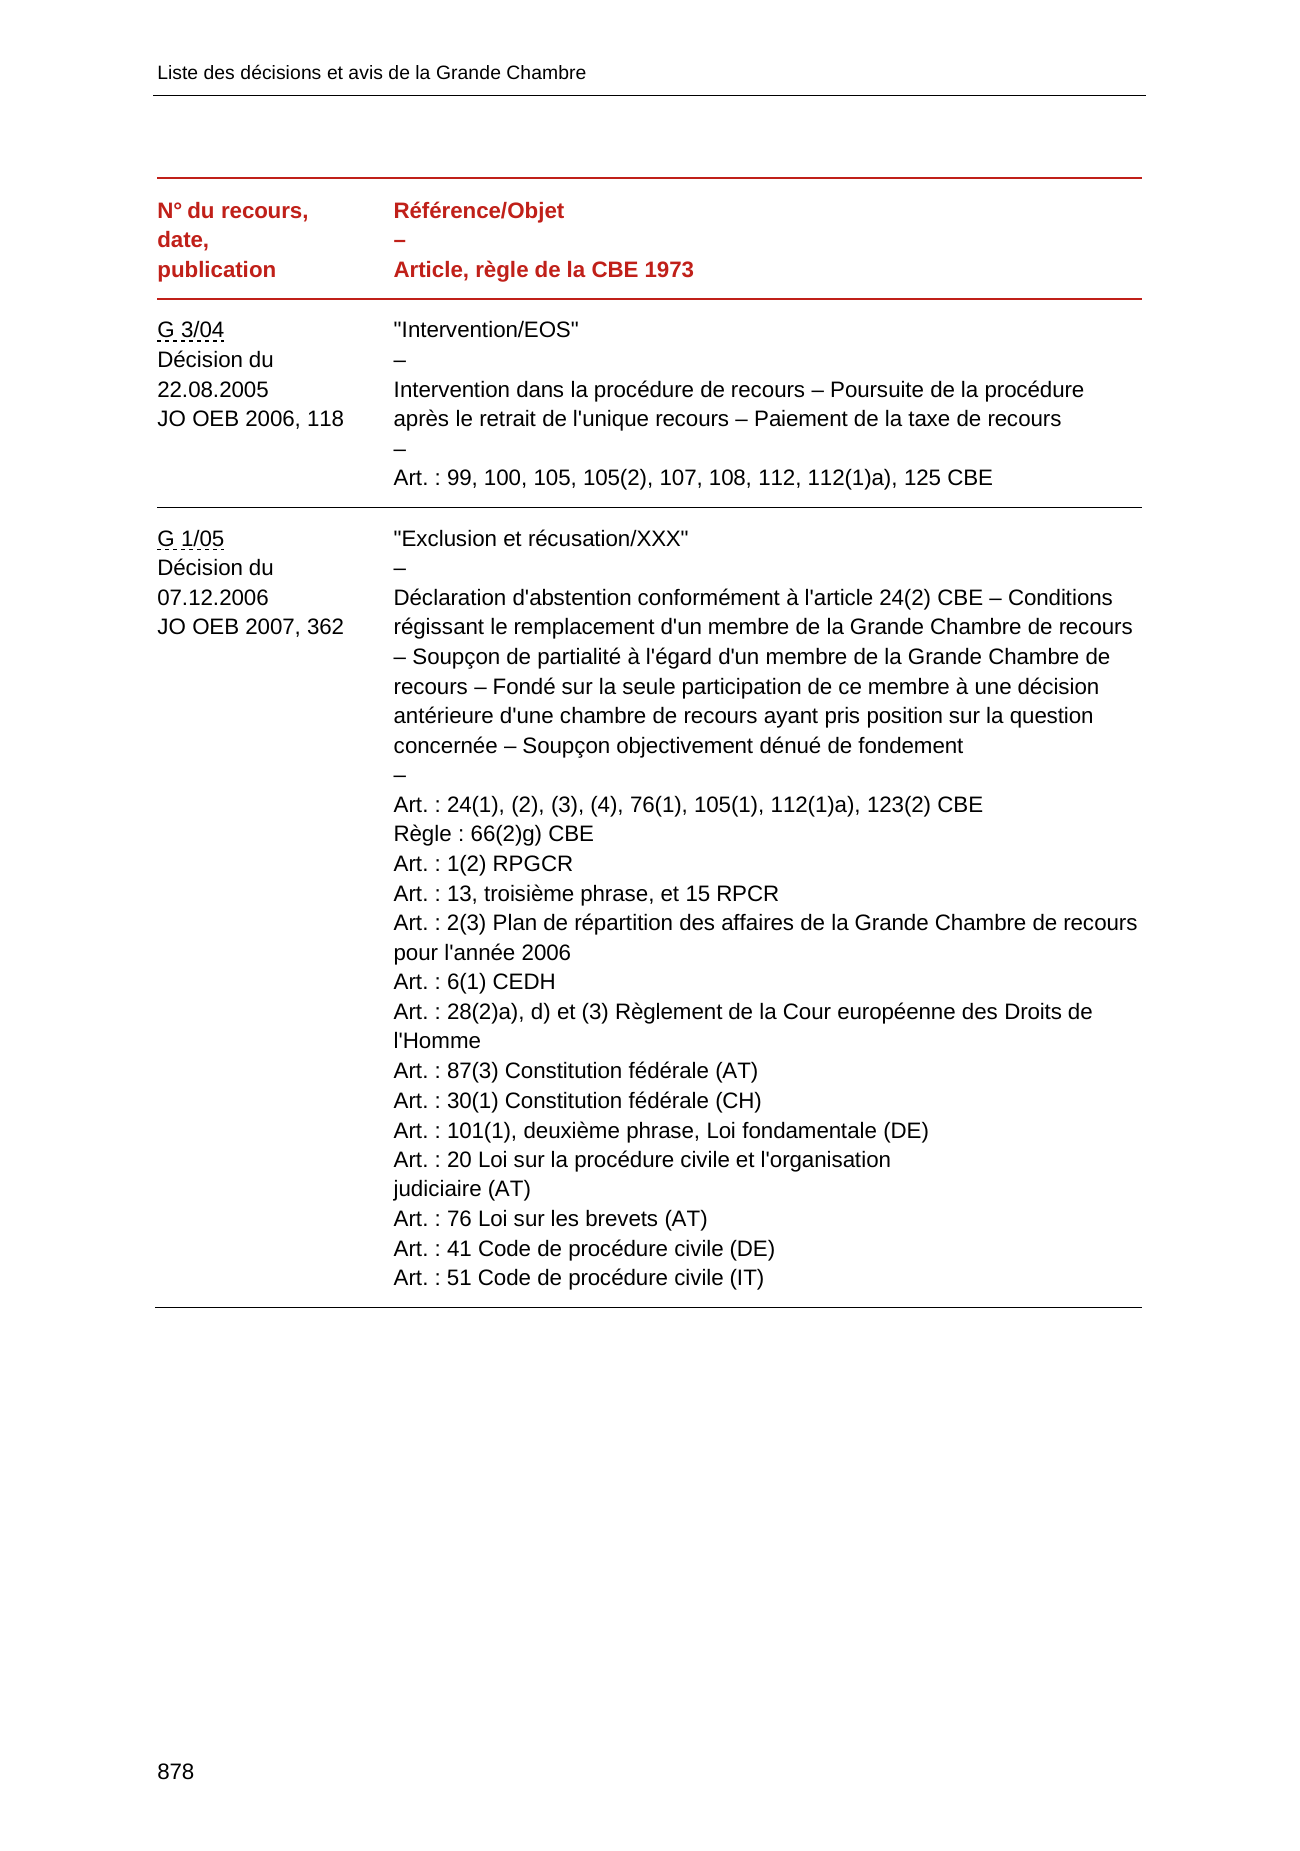 Liste des décisions et avis de la Grande Chambre
N° du recours,
date,
publication
Référence/Objet
–
Article, règle de la CBE 1973
G 3/04
Décision du
22.08.2005
JO OEB 2006, 118
"Intervention/EOS"
–
Intervention dans la procédure de recours – Poursuite de la procédure
après le retrait de l'unique recours – Paiement de la taxe de recours
–
Art. : 99, 100, 105, 105(2), 107, 108, 112, 112(1)a), 125 CBE
G 1/05
Décision du
07.12.2006
JO OEB 2007, 362
"Exclusion et récusation/XXX"
–
Déclaration d'abstention conformément à l'article 24(2) CBE – Conditions
régissant le remplacement d'un membre de la Grande Chambre de recours
– Soupçon de partialité à l'égard d'un membre de la Grande Chambre de
recours – Fondé sur la seule participation de ce membre à une décision
antérieure d'une chambre de recours ayant pris position sur la question
concernée – Soupçon objectivement dénué de fondement
–
Art. : 24(1), (2), (3), (4), 76(1), 105(1), 112(1)a), 123(2) CBE
Règle : 66(2)g) CBE
Art. : 1(2) RPGCR
Art. : 13, troisième phrase, et 15 RPCR
Art. : 2(3) Plan de répartition des affaires de la Grande Chambre de recours
pour l'année 2006
Art. : 6(1) CEDH
Art. : 28(2)a), d) et (3) Règlement de la Cour européenne des Droits de
l'Homme
Art. : 87(3) Constitution fédérale (AT)
Art. : 30(1) Constitution fédérale (CH)
Art. : 101(1), deuxième phrase, Loi fondamentale (DE)
Art. : 20 Loi sur la procédure civile et l'organisation
judiciaire (AT)
Art. : 76 Loi sur les brevets (AT)
Art. : 41 Code de procédure civile (DE)
Art. : 51 Code de procédure civile (IT)
878